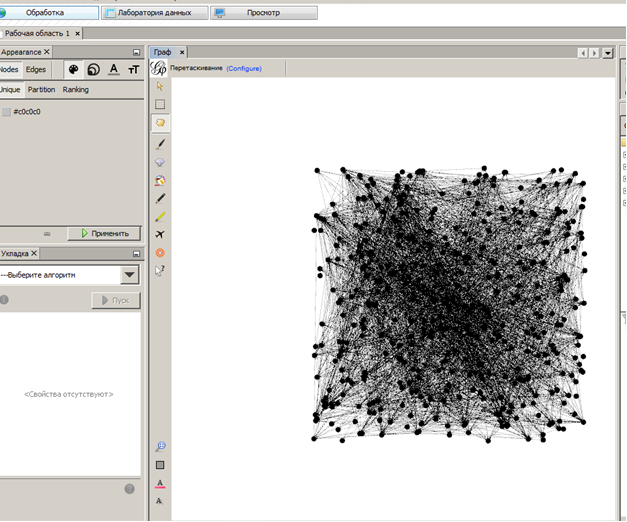 Обработка
Лаборатория данных
Просмотр
Рабочая область 1 ×
Appearance ×
Nodes Edges
A тT
Unique Partition Ranking
#c0c0c0
Применить
Укладка ×
---Выберите алгоритм
Пуск
<Свойства отсутствуют>
Граф ×
Перетаскивание (Configure)
A
A